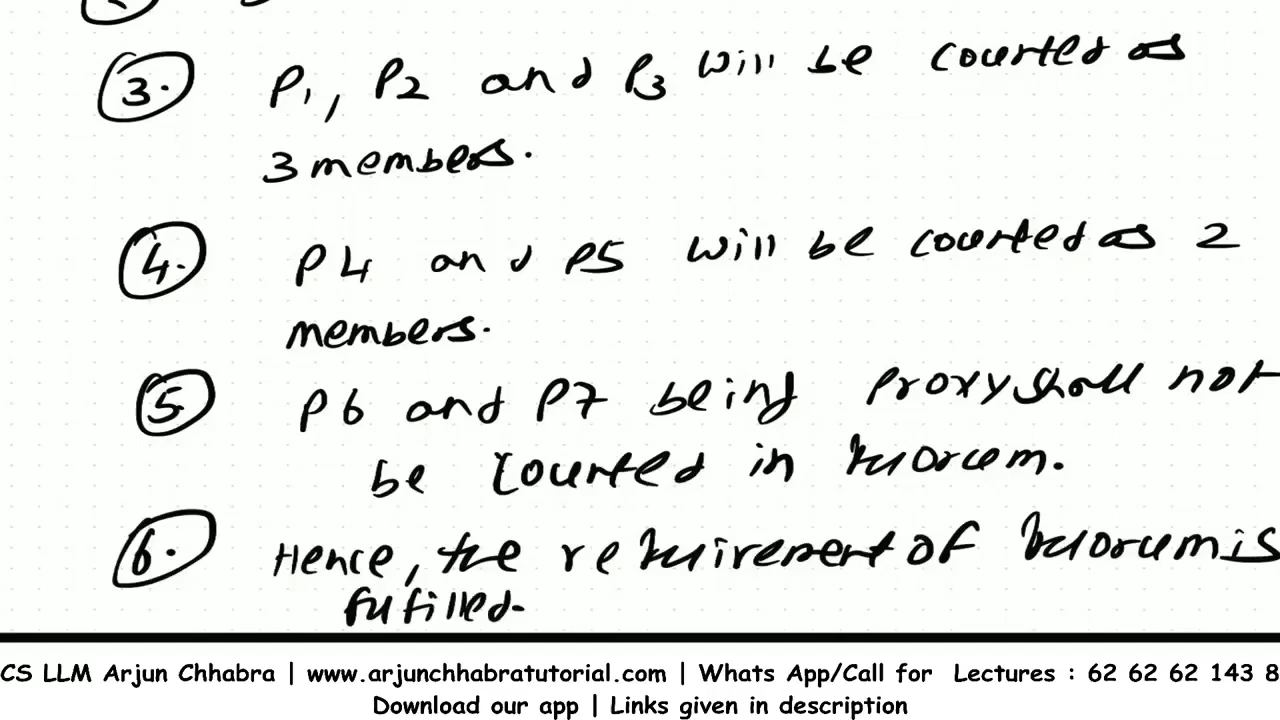 3. P1, P2 and P3 will be counted as
3 members.
4. P4 and P5 will be counted as 2
members.
5 P6 and P7 being proxy shall not
be counted in quorum.
6. Hence, the requirement of quorum is
fulfilled.
CS LLM Arjun Chhabra | www.arjunchhabratutorial.com | Whats App/Call for Lectures : 62 62 62 143 8
Download our app | Links given in description